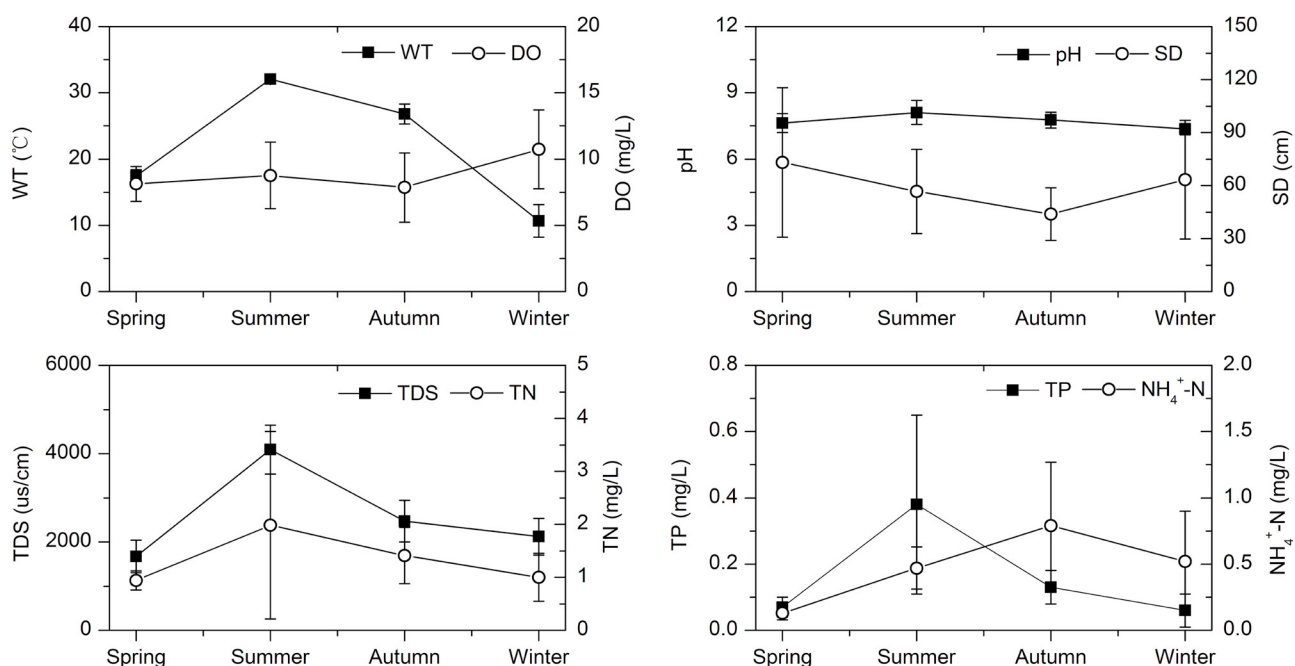 WT DO
40
30
20
10
0
WT (℃)
20
15
10
5
0
DO (mg/L)
Spring Summer Autumn Winter
pH SD
12
9
6
3
0
pH
150
120
90
60
30
0
SD (cm)
Spring Summer Autumn Winter
TDS TN
6000
4000
2000
0
TDS (us/cm)
5
4
3
2
1
0
TN (mg/L)
Spring Summer Autumn Winter
TP NH₄⁺-N
0.8
0.6
0.4
0.2
0.0
TP (mg/L)
2.0
1.5
1.0
0.5
0.0
NH₄⁺-N (mg/L)
Spring Summer Autumn Winter